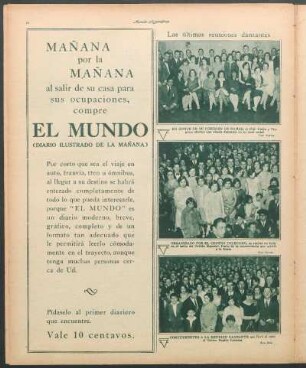 Mundo Argentino
MAÑANA
por la
MAÑANA
al salir de su casa para
sus ocupaciones,
compre
EL MUNDO
(DIARIO ILUSTRADO DE LA MAÑANA)
Por corto que sea el viaje en
auto, tranvía, tren u ómnibus,
al llegar a su destino se habrá
enterado completamente de
todo lo que pueda interesarle,
porque "EL MUNDO" es
un diario moderno, breve,
gráfico, completo y de un
formato tan adecuado que
le permitirá leerlo cómoda-
mente en el trayecto, aunque
tenga muchas personas cerca
de Ud.
Pídaselo al primer diariero
que encuentre.
Vale 10 centavos.
Las últimas reuniones danzantes